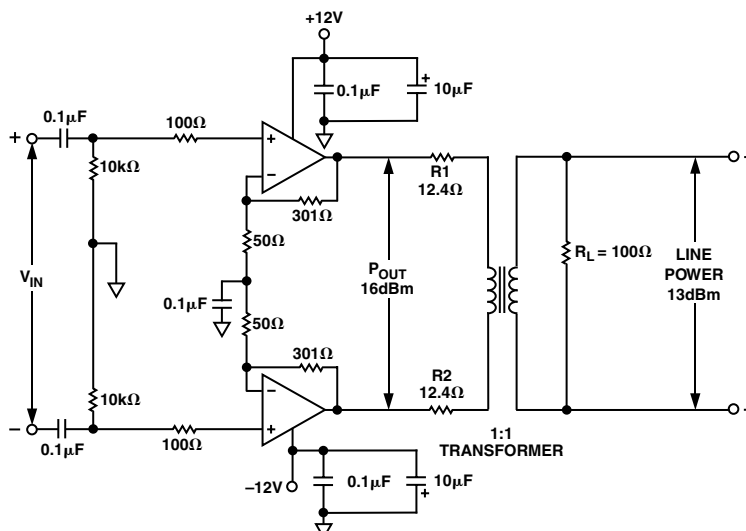 +12V
0.1μF
10μF
+
0.1μF
100Ω
+
+
10kΩ
–
R1
12.4Ω
301Ω
50Ω
VIN
POUT
16dBm
RL = 100Ω
LINE
POWER
13dBm
0.1μF
50Ω
301Ω
R2
12.4Ω
10kΩ
–
–
0.1μF
100Ω
+
1:1
TRANSFORMER
–12V
0.1μF
10μF
+